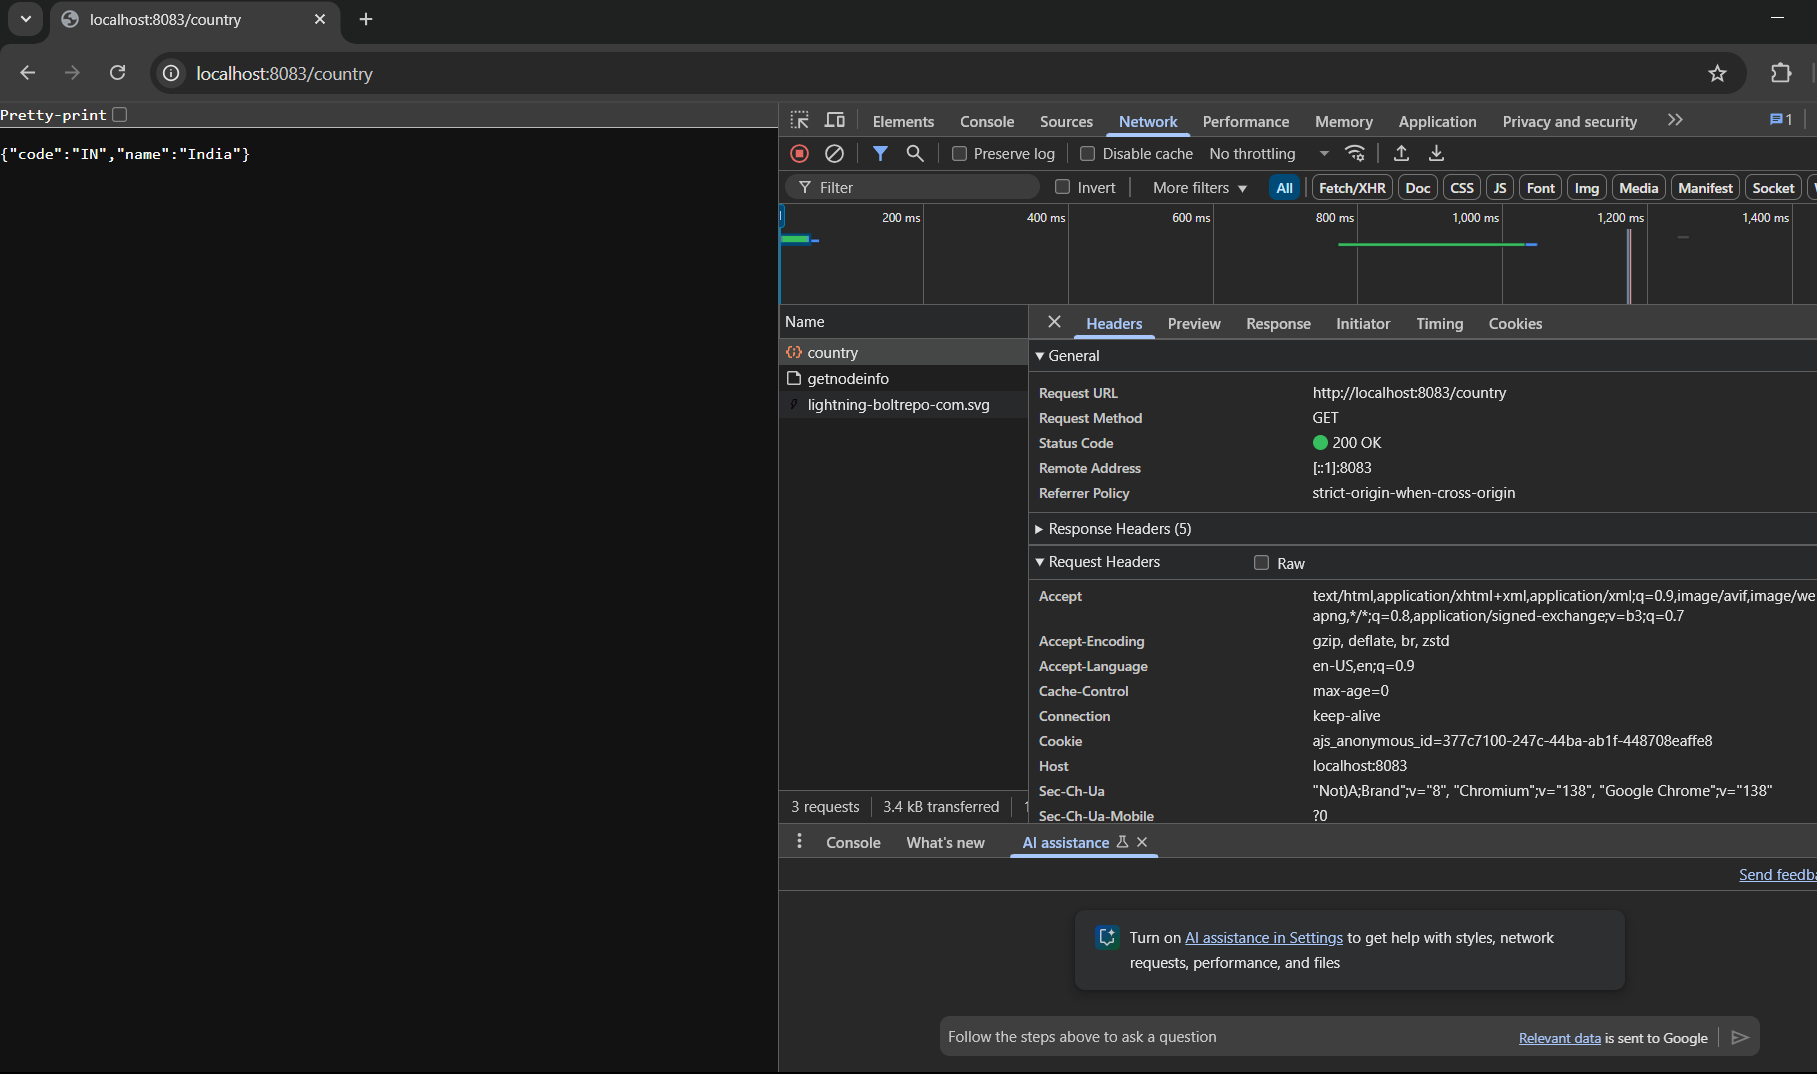 localhost:8083/country
localhost:8083/country
Pretty-print
{"code":"IN","name":"India"}
Elements Console Sources Network Performance Memory Application Privacy and security 1
Preserve log Disable cache No throttling
Filter Invert More filters All Fetch/XHR Doc CSS JS Font Img Media Manifest Socket
200 ms 400 ms 600 ms 800 ms 1,000 ms 1,200 ms 1,400 ms
Name
country
getnodeinfo
lightning-boltrepo-com.svg
3 requests 3.4 kB transferred
Headers Preview Response Initiator Timing Cookies
General
Request URL http://localhost:8083/country
Request Method GET
Status Code 200 OK
Remote Address [::1]:8083
Referrer Policy strict-origin-when-cross-origin
Response Headers (5)
Request Headers Raw
Accept text/html,application/xhtml+xml,application/xml;q=0.9,image/avif,image/we
apng,*/*;q=0.8,application/signed-exchange;v=b3;q=0.7
Accept-Encoding gzip, deflate, br, zstd
Accept-Language en-US,en;q=0.9
Cache-Control max-age=0
Connection keep-alive
Cookie ajs_anonymous_id=377c7100-247c-44ba-ab1f-448708eaffe8
Host localhost:8083
Sec-Ch-Ua "Not)A;Brand";v="8", "Chromium";v="138", "Google Chrome";v="138"
Sec-Ch-Ua-Mobile ?0
Console What's new AI assistance
Send feedba
Turn on AI assistance in Settings to get help with styles, network
requests, performance, and files
Follow the steps above to ask a question Relevant data is sent to Google